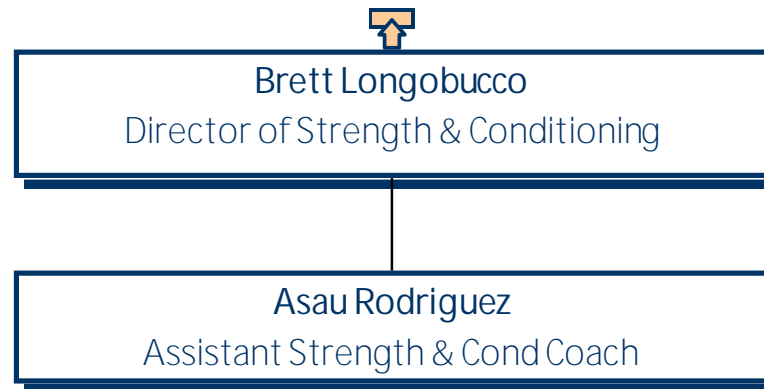 Brett Longobucco
Director of Strength & Conditioning
Asau Rodriguez
Assistant Strength & Cond Coach